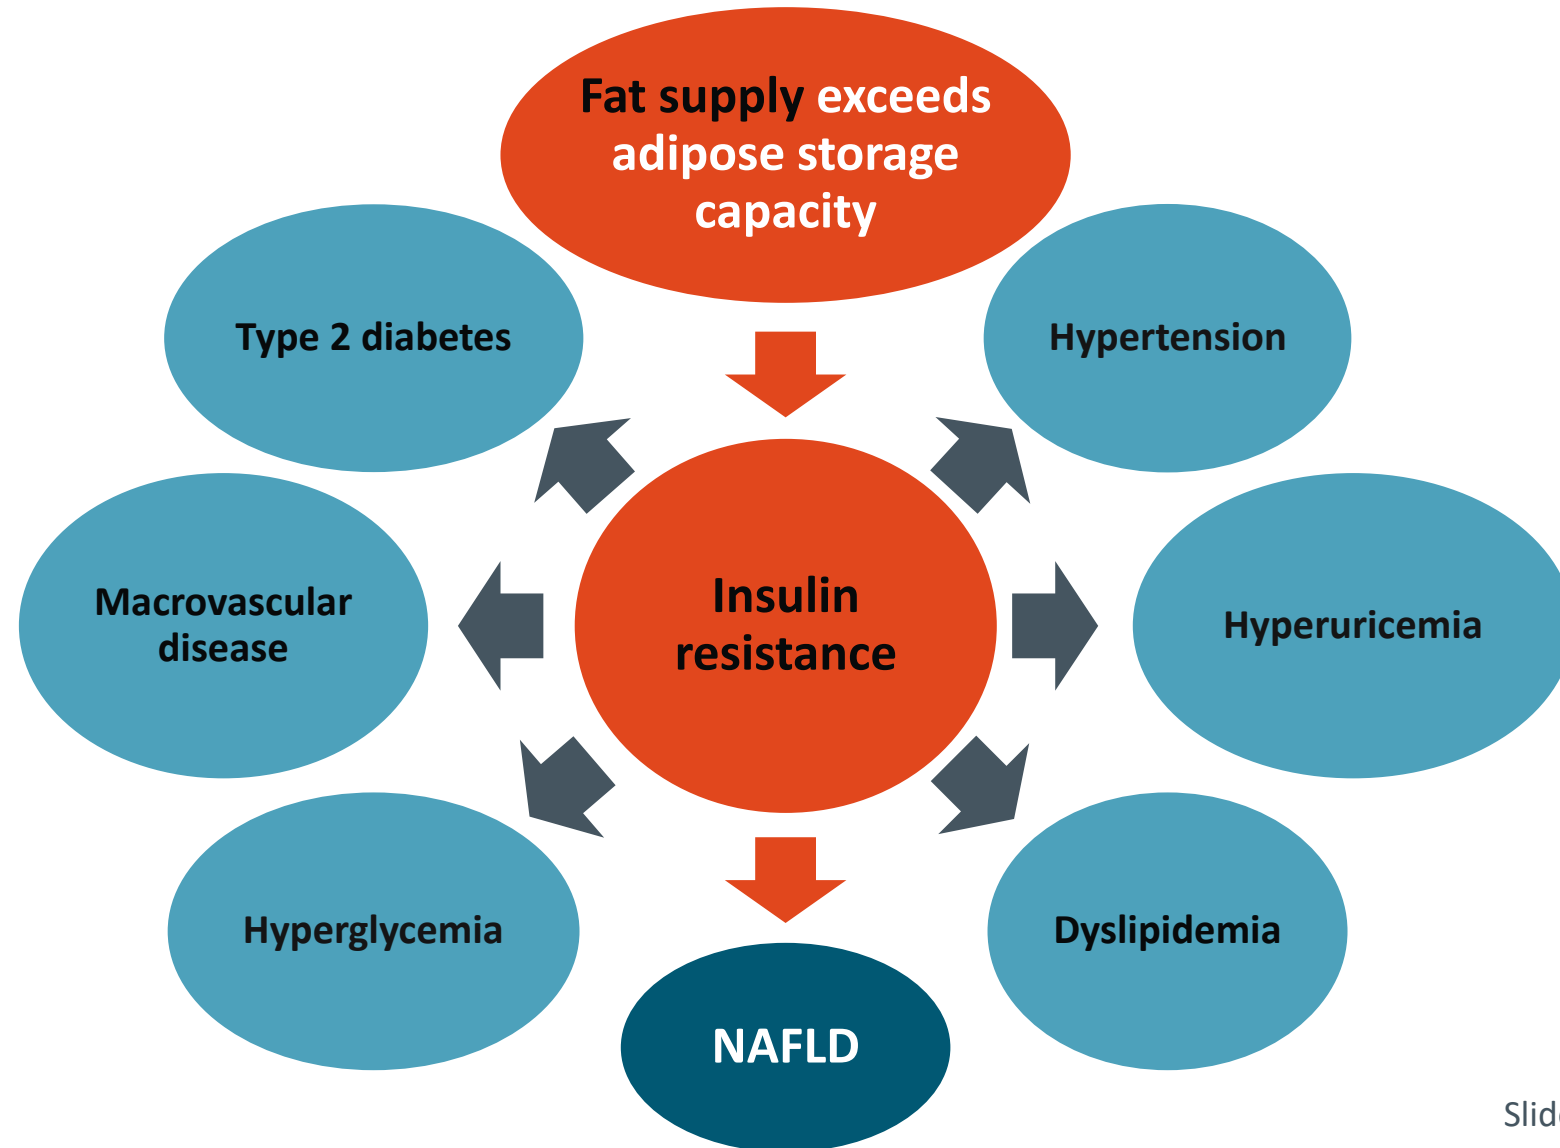 Fat supply exceeds
adipose storage
capacity
Type 2 diabetes
Hypertension
Macrovascular
disease
Insulin
resistance
Hyperuricemia
Hyperglycemia
Dyslipidemia
NAFLD